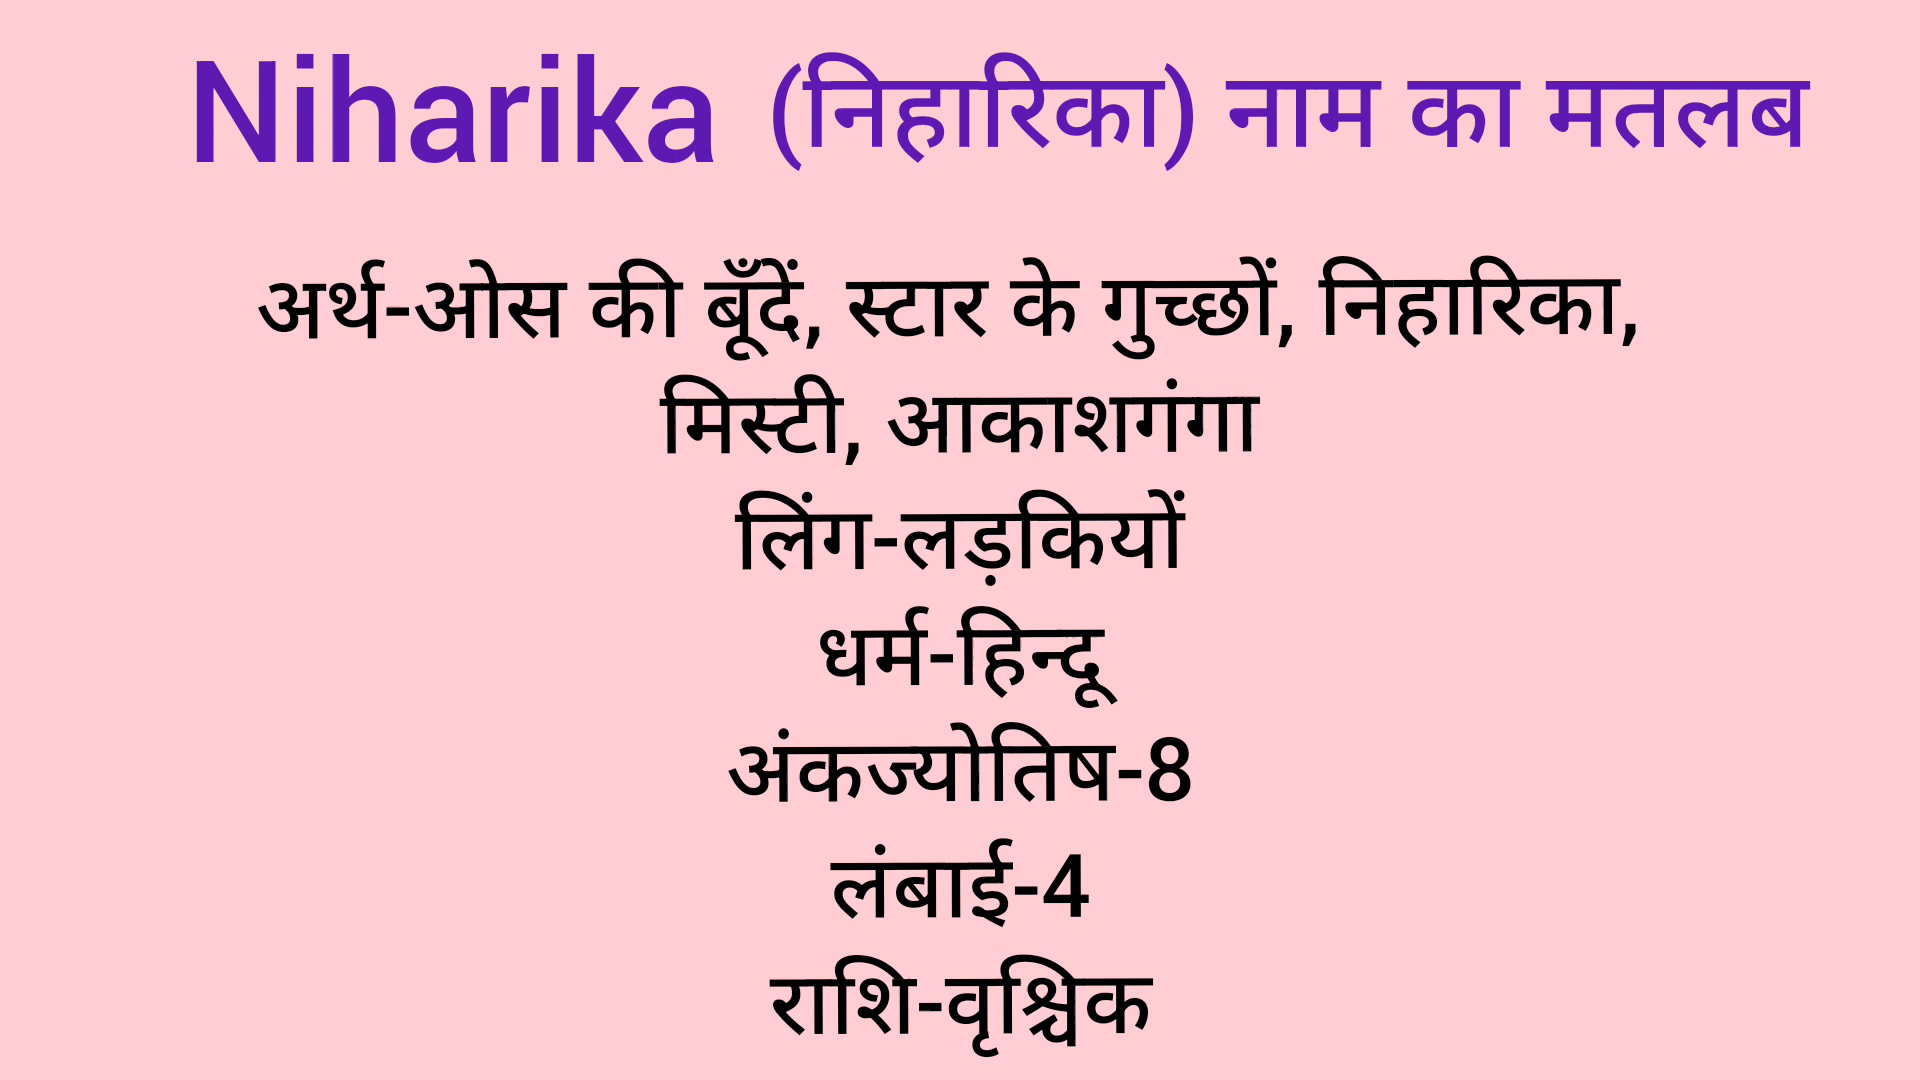 Niharika (निहारिका) नाम का मतलब
अर्थ-ओस की बूँदें, स्टार के गुच्छों, निहारिका,
मिस्टी, आकाशगंगा
लिंग-लड़कियों
धर्म-हिन्दू
अंकज्योतिष-8
लंबाई-4
राशि-वृश्चिक